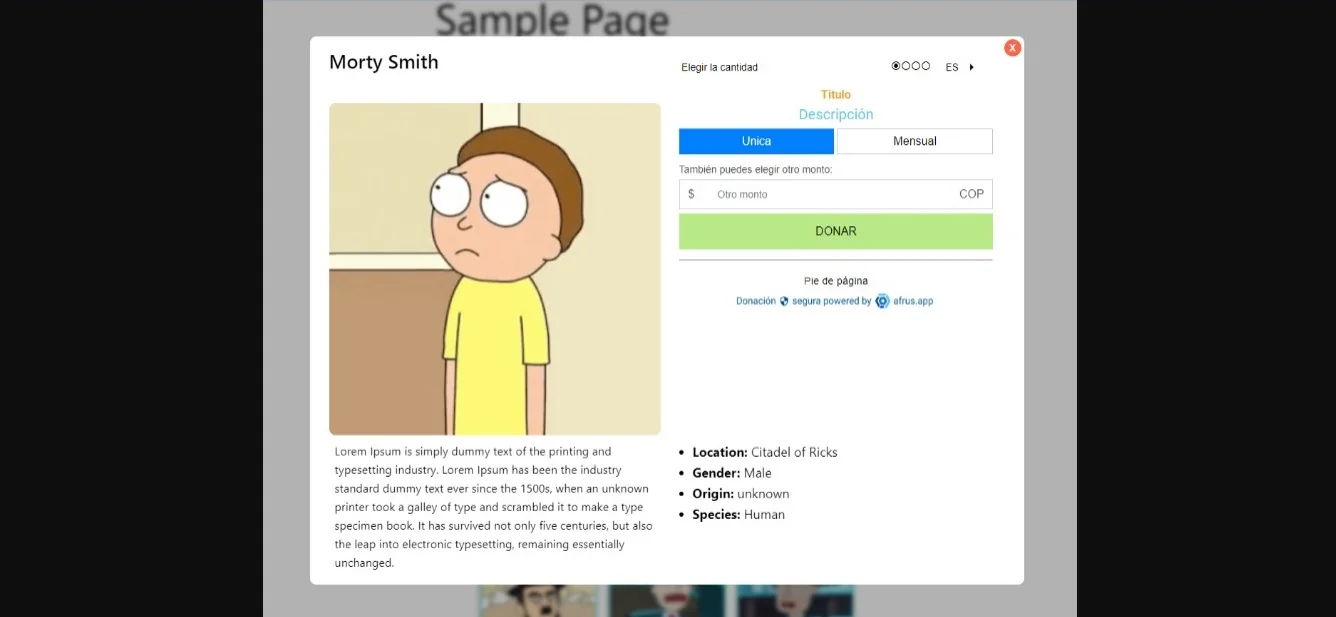 Sample Page
X
Morty Smith
Elegir la cantidad
ES
Titulo
Descripción
Unica
Mensual
También puedes elegir otro monto:
$ Otro monto COP
DONAR
Pie de página
Donación segura powered by afrus.app
Lorem Ipsum is simply dummy text of the printing and
typesetting industry. Lorem Ipsum has been the industry
standard dummy text ever since the 1500s, when an unknown
printer took a galley of type and scrambled it to make a type
specimen book. It has survived not only five centuries, but also
the leap into electronic typesetting, remaining essentially
unchanged.
Location: Citadel of Ricks
Gender: Male
Origin: unknown
Species: Human